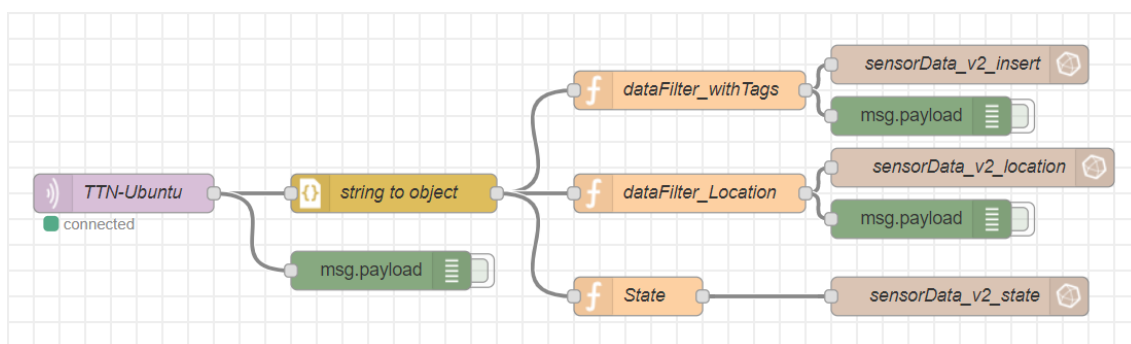 sensorData_v2_insert
dataFilter_withTags
msg.payload
sensorData_v2_location
TTN-Ubuntu
string to object
dataFilter_Location
connected
msg.payload
msg.payload
State
sensorData_v2_state